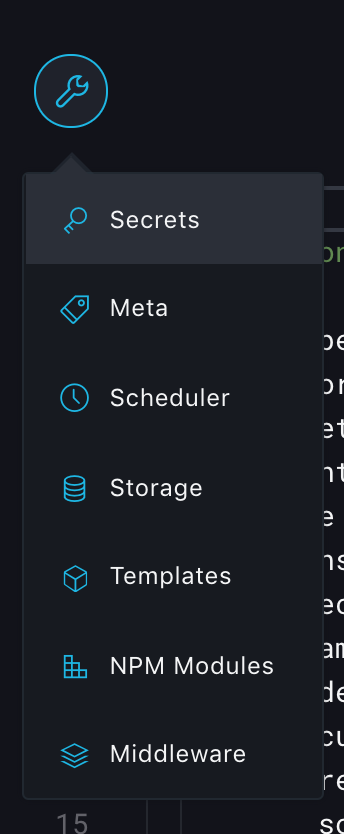 Secrets
Meta
Scheduler
Storage
Templates
NPM Modules
Middleware
15